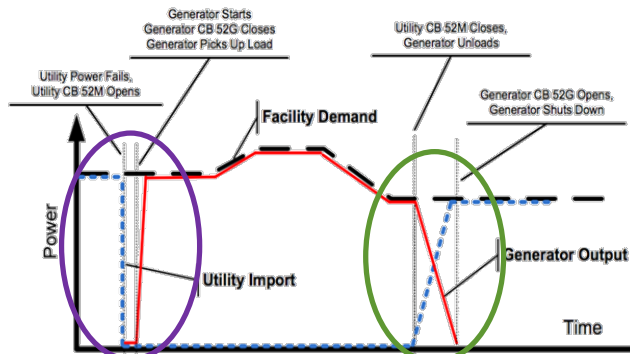 Generator Starts
Generator CB 52G Closes
Generator Picks Up Load
Utility CB 52M Closes,
Generator Unloads
Utility Power Fails,
Utility CB 52M Opens
Generator CB 52G Opens,
Generator Shuts Down
Facility Demand
Power
Utility Import
Generator Output
Time